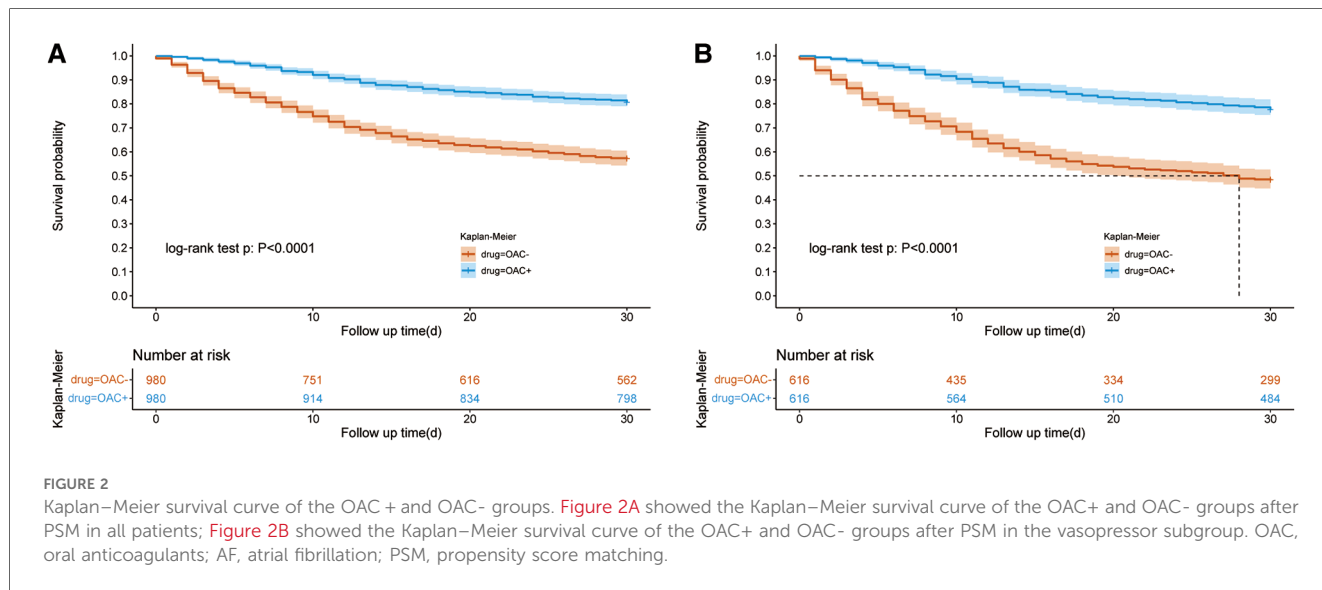 A
1.0
0.9
0.8
0.7
0.6
0.5
0.4
0.3
0.2
0.1
0.0
Survival probability
log-rank test p: P<0.0001
Kaplan-Meier
drug=OAC-
drug=OAC+
0 10 20 30
Follow up time(d)
Number at risk
Kaplan-Meier
drug=OAC- 980 751 616 562
drug=OAC+ 980 914 834 798
0 10 20 30
Follow up time(d)
B
1.0
0.9
0.8
0.7
0.6
0.5
0.4
0.3
0.2
0.1
0.0
Survival probability
log-rank test p: P<0.0001
Kaplan-Meier
drug=OAC-
drug=OAC+
0 10 20 30
Follow up time(d)
Number at risk
Kaplan-Meier
drug=OAC- 616 435 334 299
drug=OAC+ 616 564 510 484
0 10 20 30
Follow up time(d)
FIGURE 2
Kaplan–Meier survival curve of the OAC + and OAC- groups. Figure 2A showed the Kaplan–Meier survival of the OAC+ and OAC- groups after
PSM in all patients; Figure 2B showed the Kaplan–Meier survival curve of the OAC+ and OAC- groups after PSM in the vasopressor subgroup. OAC,
oral anticoagulants; AF, atrial fibrillation; PSM, propensity score matching.